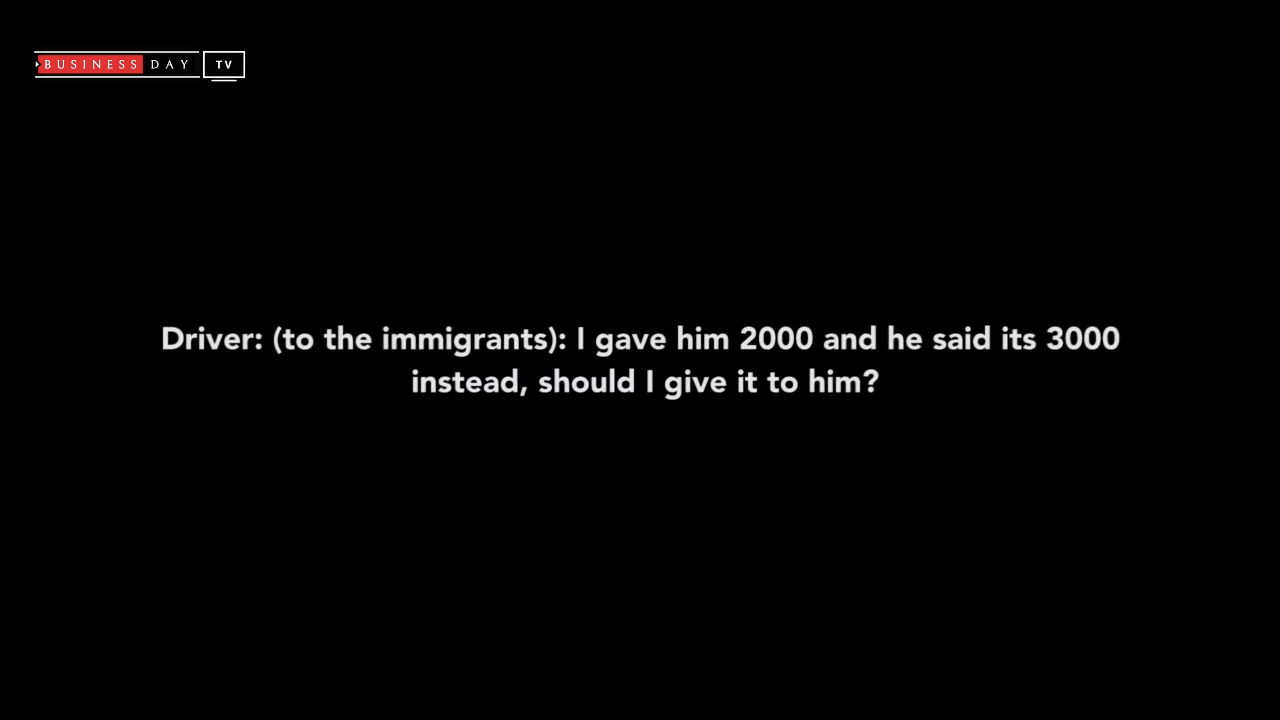 BUSINESS DAY TV
Driver: (to the immigrants): I gave him 2000 and he said its 3000
instead, should I give it to him?